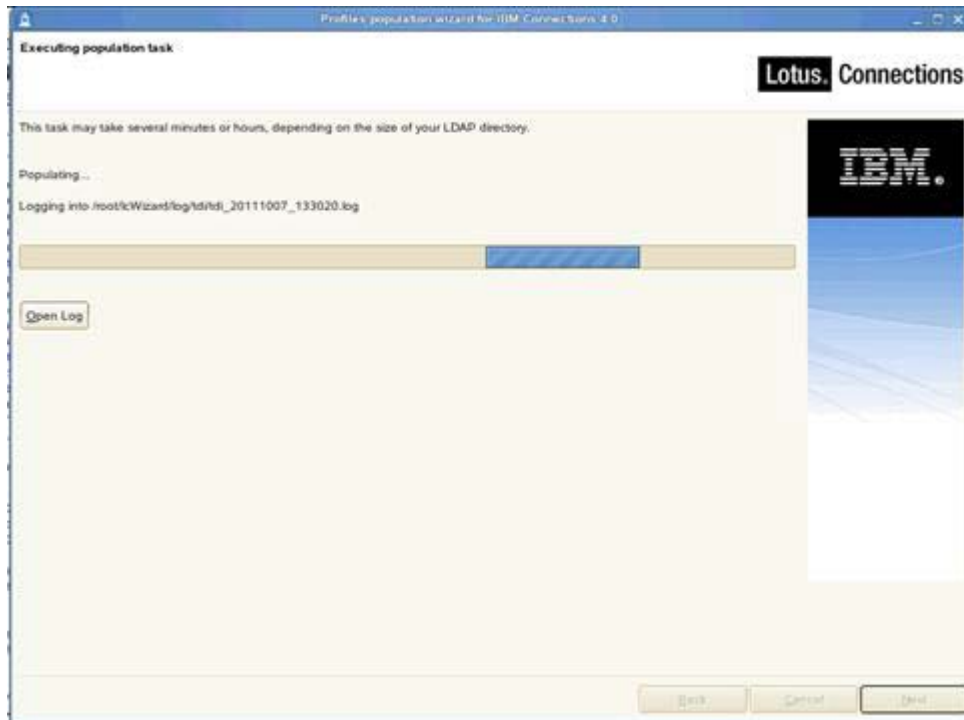 Profiles population wizard for IBM Connections 4.0
Executing population task
Lotus. Connections
This task may take several minutes or hours, depending on the size of your LDAP directory.
IBM.
Populating...
Logging into /root/lcWizard/log/tdi/tdi_20111007_133020.log
Open Log
Back
Cancel
Next